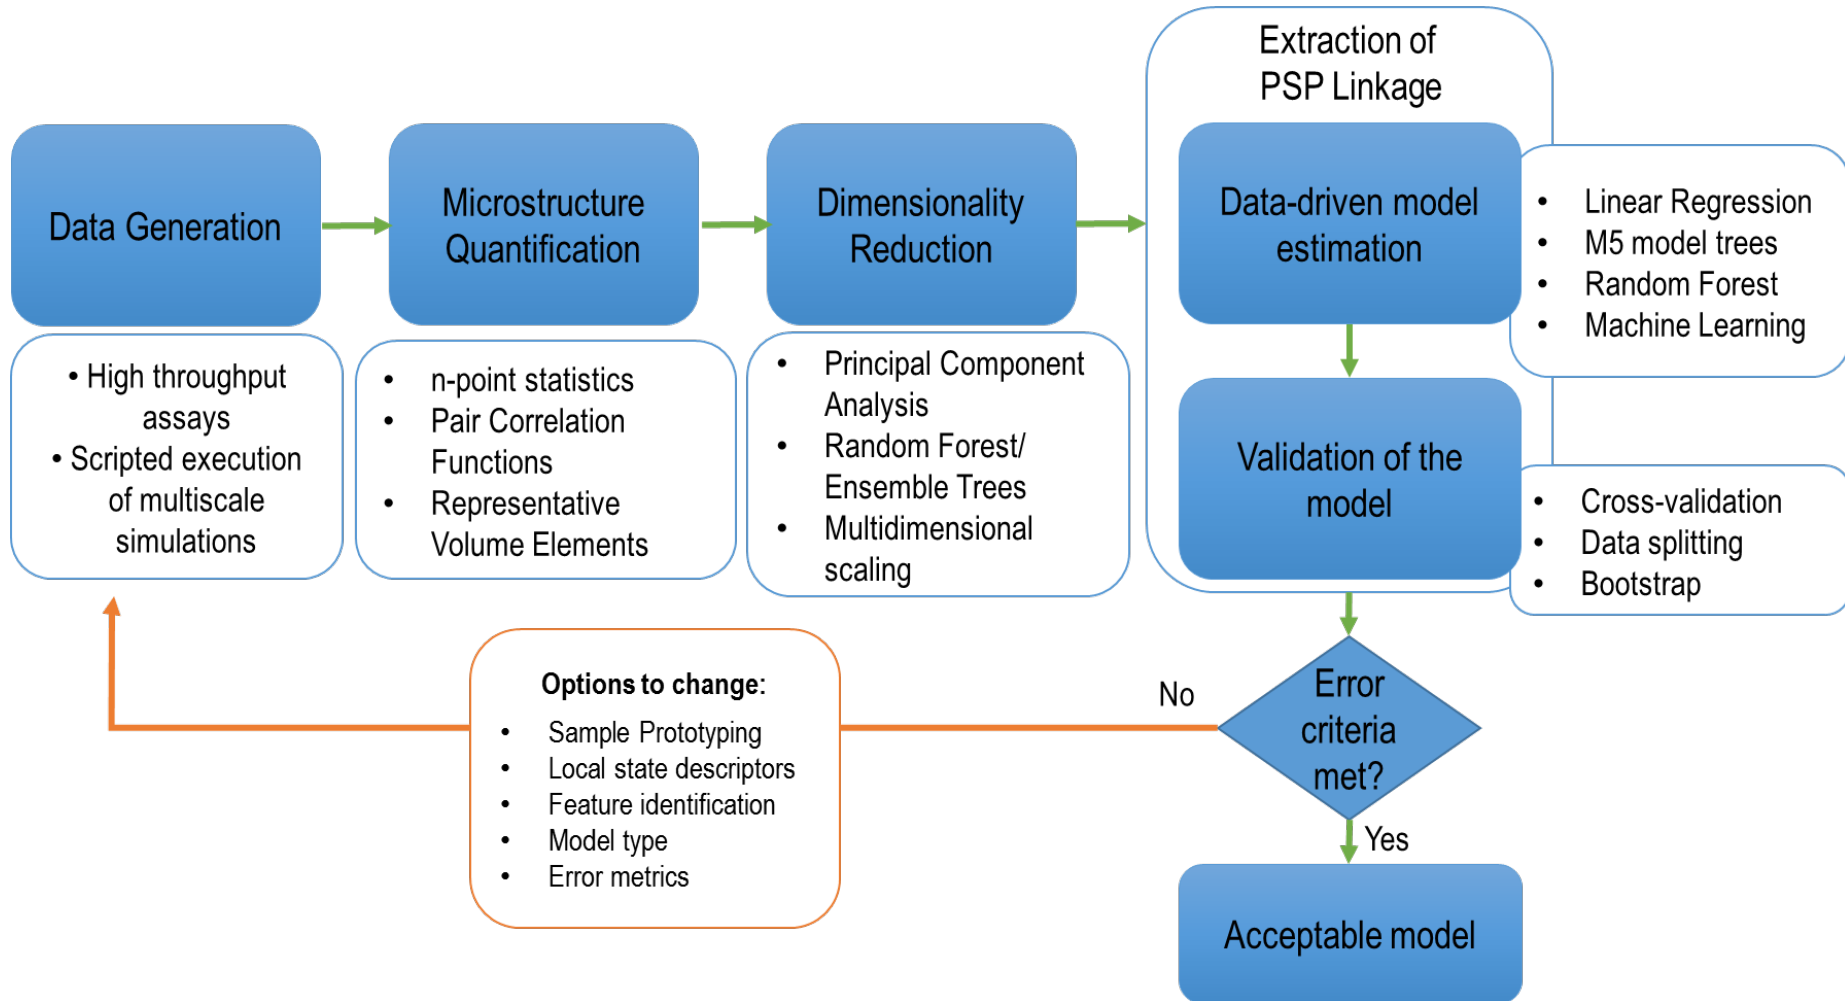 Extraction of
PSP Linkage
Data Generation
Microstructure
Quantification
Dimensionality
Reduction
Data-driven model
estimation
• Linear Regression
• M5 model trees
• Random Forest
• Machine Learning
• High throughput
assays
• Scripted execution
of multiscale
simulations
• n-point statistics
• Pair Correlation
Functions
• Representative
Volume Elements
• Principal Component
Analysis
• Random Forest/
Ensemble Trees
• Multidimensional
scaling
Validation of the
model
• Cross-validation
• Data splitting
• Bootstrap
Error
criteria
met?
No
Options to change:
• Sample Prototyping
• Local state descriptors
• Feature identification
• Model type
• Error metrics
Yes
Acceptable model